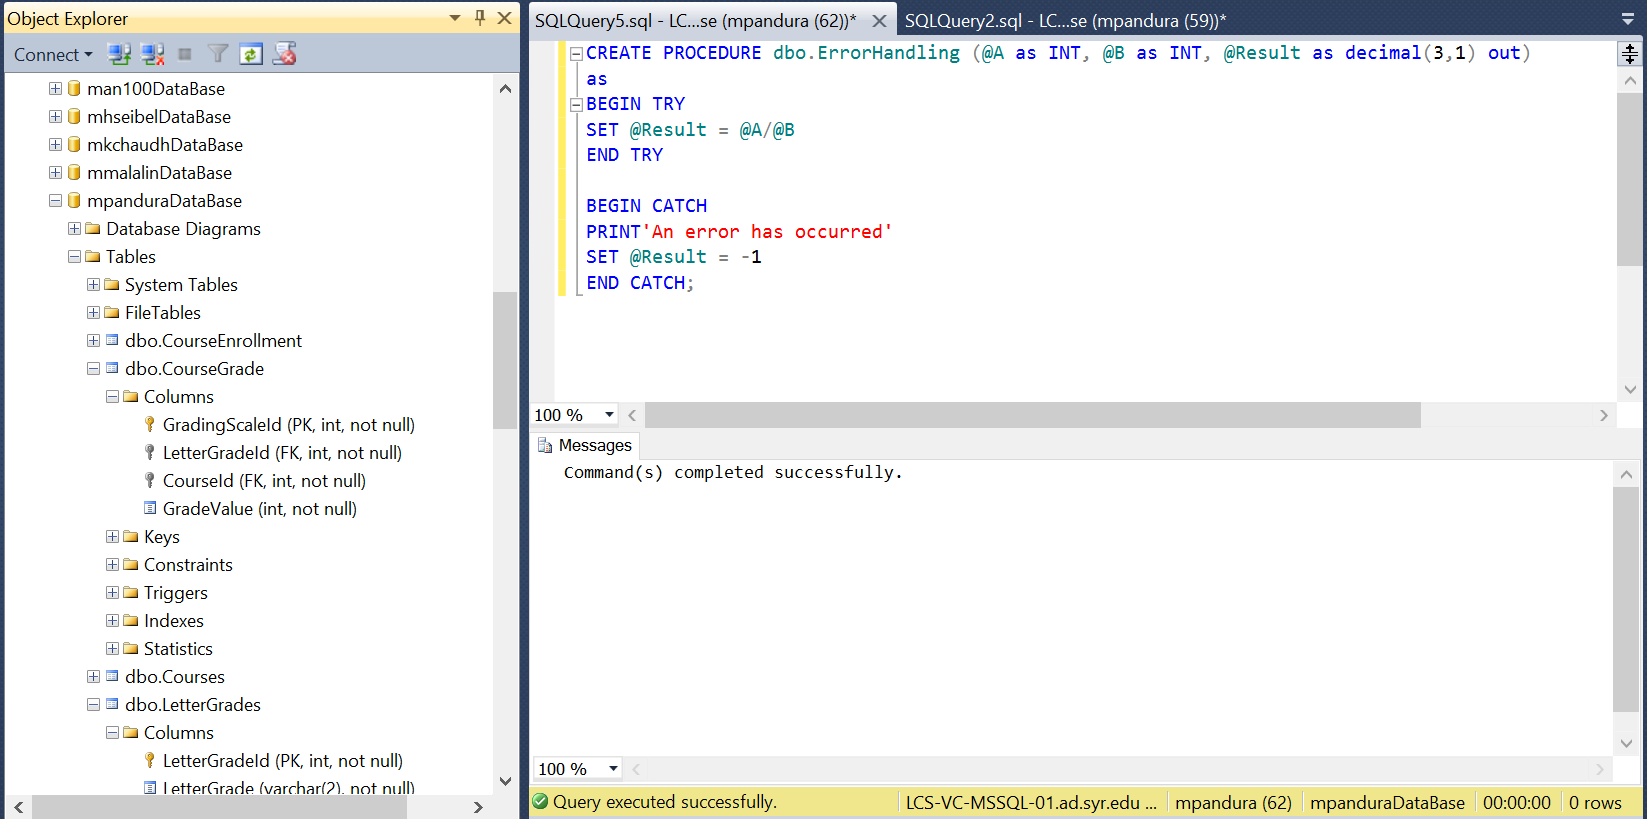 Object Explorer
Connect
man100DataBase
mhseibelDataBase
mkchaudhDataBase
mmalalinDataBase
mpanduraDataBase
Database Diagrams
Tables
System Tables
FileTables
dbo.CourseEnrollment
dbo.CourseGrade
Columns
GradingScaleId (PK, int, not null)
LetterGradeId (FK, int, not null)
CourseId (FK, int, not null)
GradeValue (int, not null)
Keys
Constraints
Triggers
Indexes
Statistics
dbo.Courses
dbo.LetterGrades
Columns
LetterGradeId (PK, int, not null)
LetterGrade (varchar(2), not null)
SQLQuery5.sql - LC...se (mpandura (62))*
SQLQuery2.sql - LC...se (mpandura (59))*
CREATE PROCEDURE dbo.ErrorHandling (@A as INT, @B as INT, @Result as decimal(3,1) out)
as
BEGIN TRY
SET @Result = @A/@B
END TRY
BEGIN CATCH
PRINT'An error has occurred'
SET @Result = -1
END CATCH;
100 %
Messages
Command(s) completed successfully.
100 %
Query executed successfully.
LCS-VC-MSSQL-01.ad.syr.edu ...
mpandura (62)
mpanduraDataBase
00:00:00
0 rows